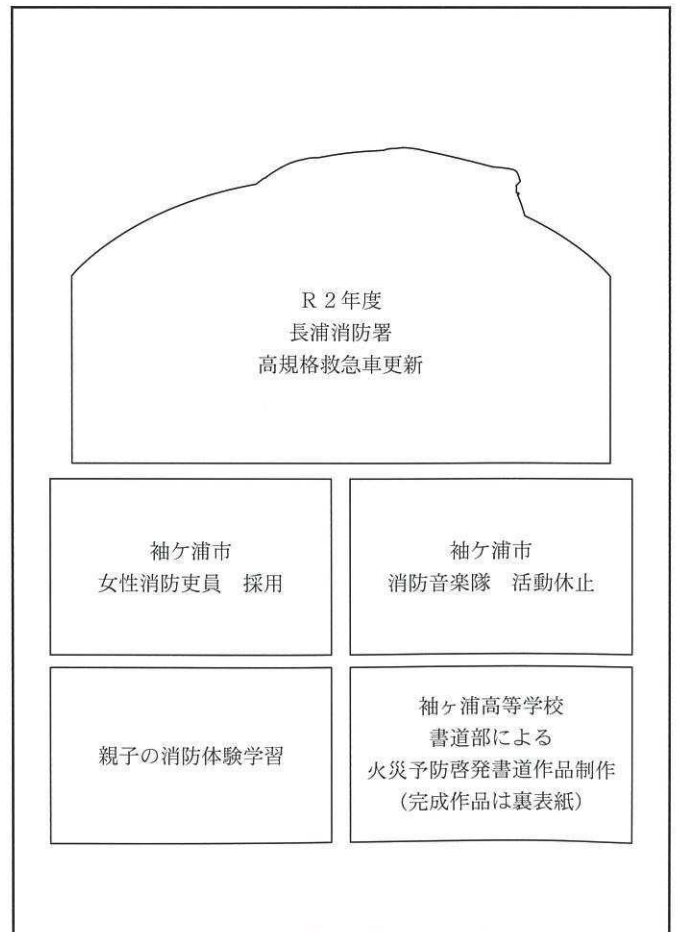 R２年度
長浦消防署
高規格救急車更新
袖ケ浦市
女性消防吏員　採用
袖ケ浦市
消防音楽隊　活動休止
親子の消防体験学習
袖ヶ浦高等学校
書道部による
火災予防啓発書道作品制作
（完成作品は裏表紙）